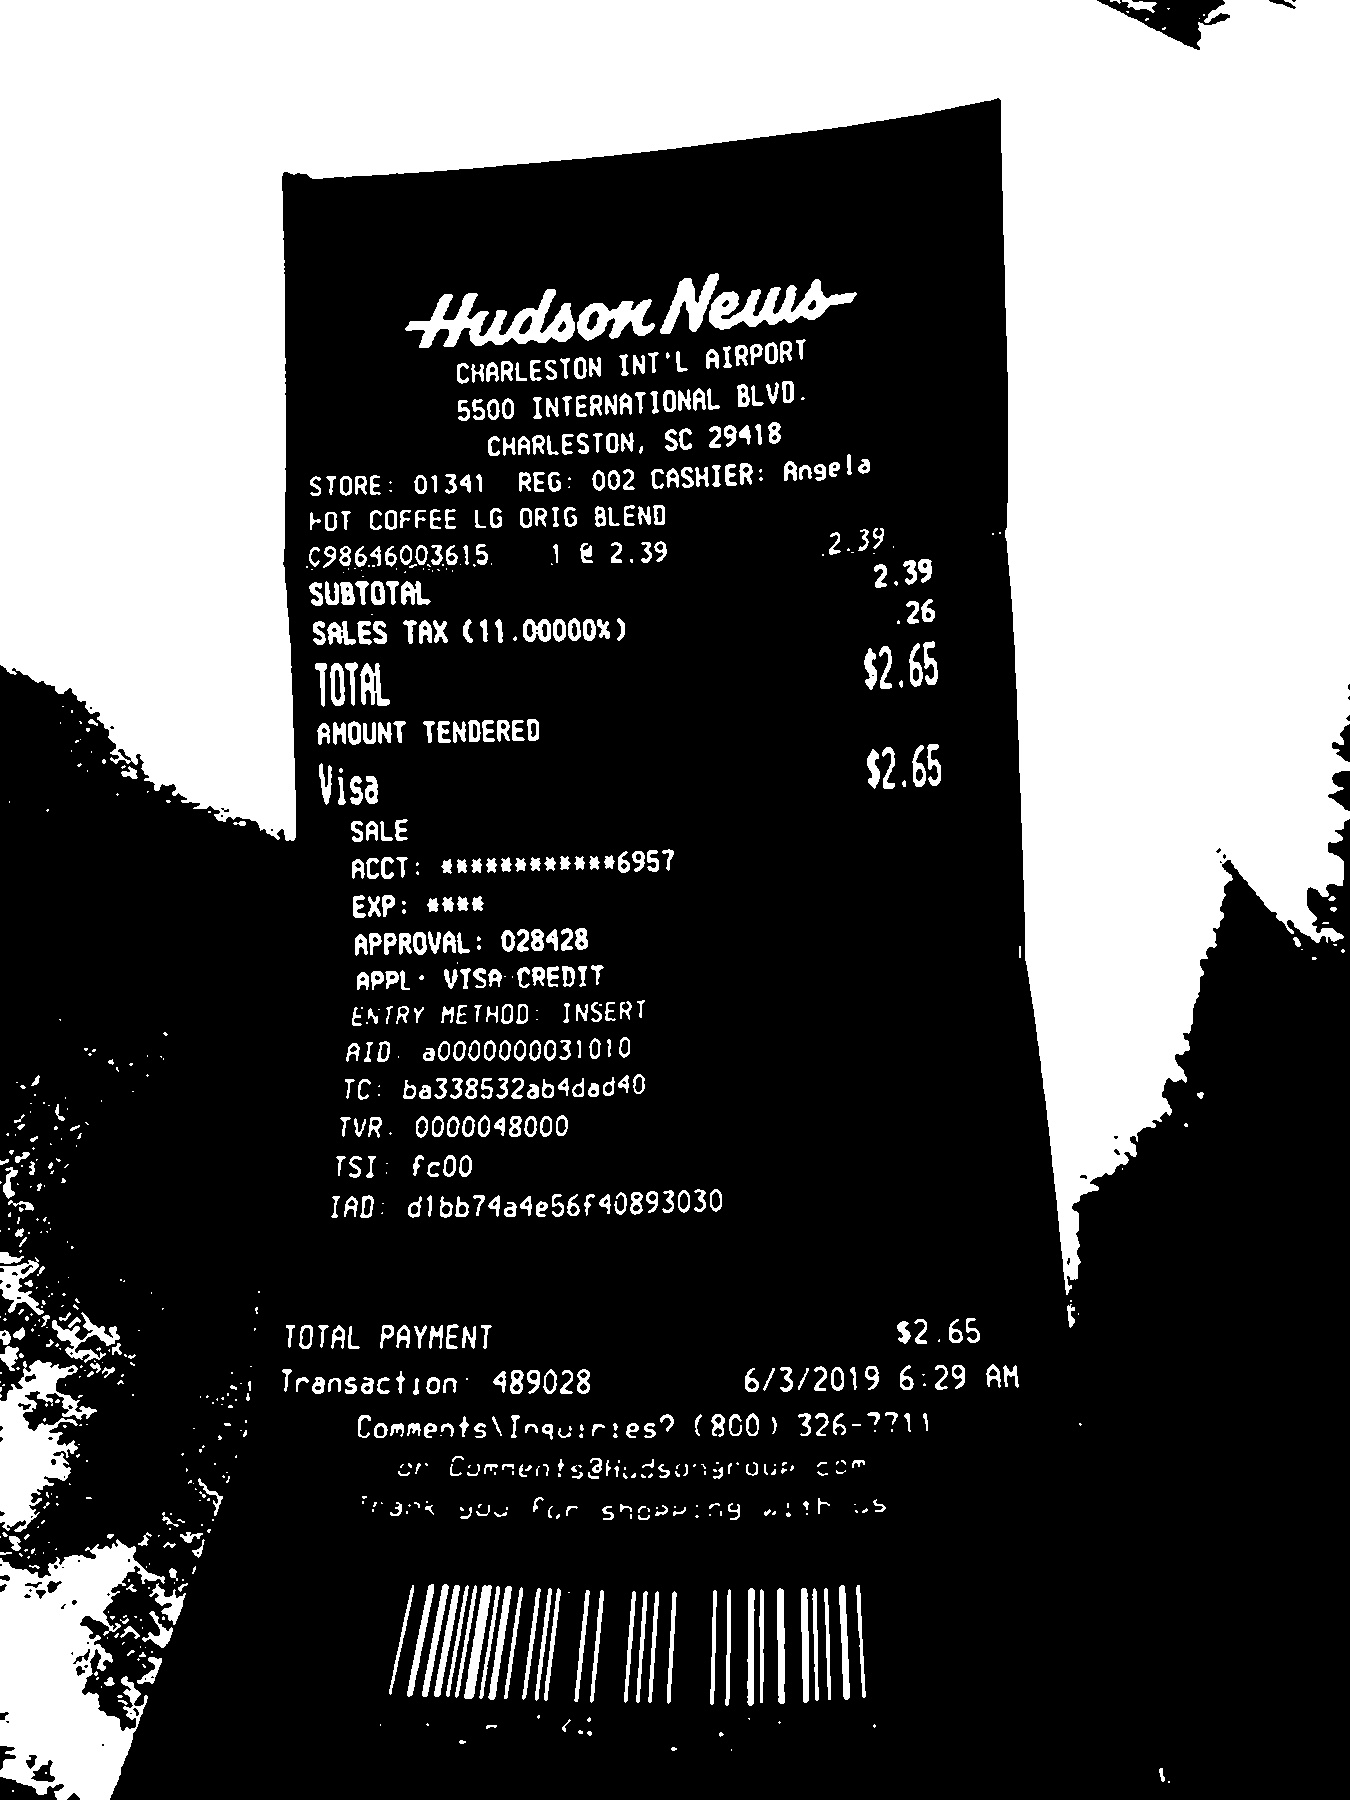 Hudson News
CHARLESTON INT'L AIRPORT
5500 INTERNATIONAL BLVD.
CHARLESTON, SC 29418
STORE: 01341 REG: 002 CASHIER: Angela
HOT COFFEE LG ORIG BLEND
C98646003615 1 @ 2.39 2.39
SUBTOTAL 2.39
SALES TAX (11.00000%) .26
TOTAL $2.65
AMOUNT TENDERED
Visa $2.65
SALE
ACCT: ************6957
EXP: ****
APPROVAL: 028428
APPL: VISA CREDIT
ENTRY METHOD: INSERT
AID: a0000000031010
TC: ba338532ab4dad40
TVR: 0000048000
TSI: fc00
IAD: d1bb74a4e56f40893030
TOTAL PAYMENT $2.65
Transaction: 489028 6/3/2019 6:29 AM
Comments\Inquiries? (800) 326-7711
or Comments@Hudsongroup.com
Thank you for shopping with us